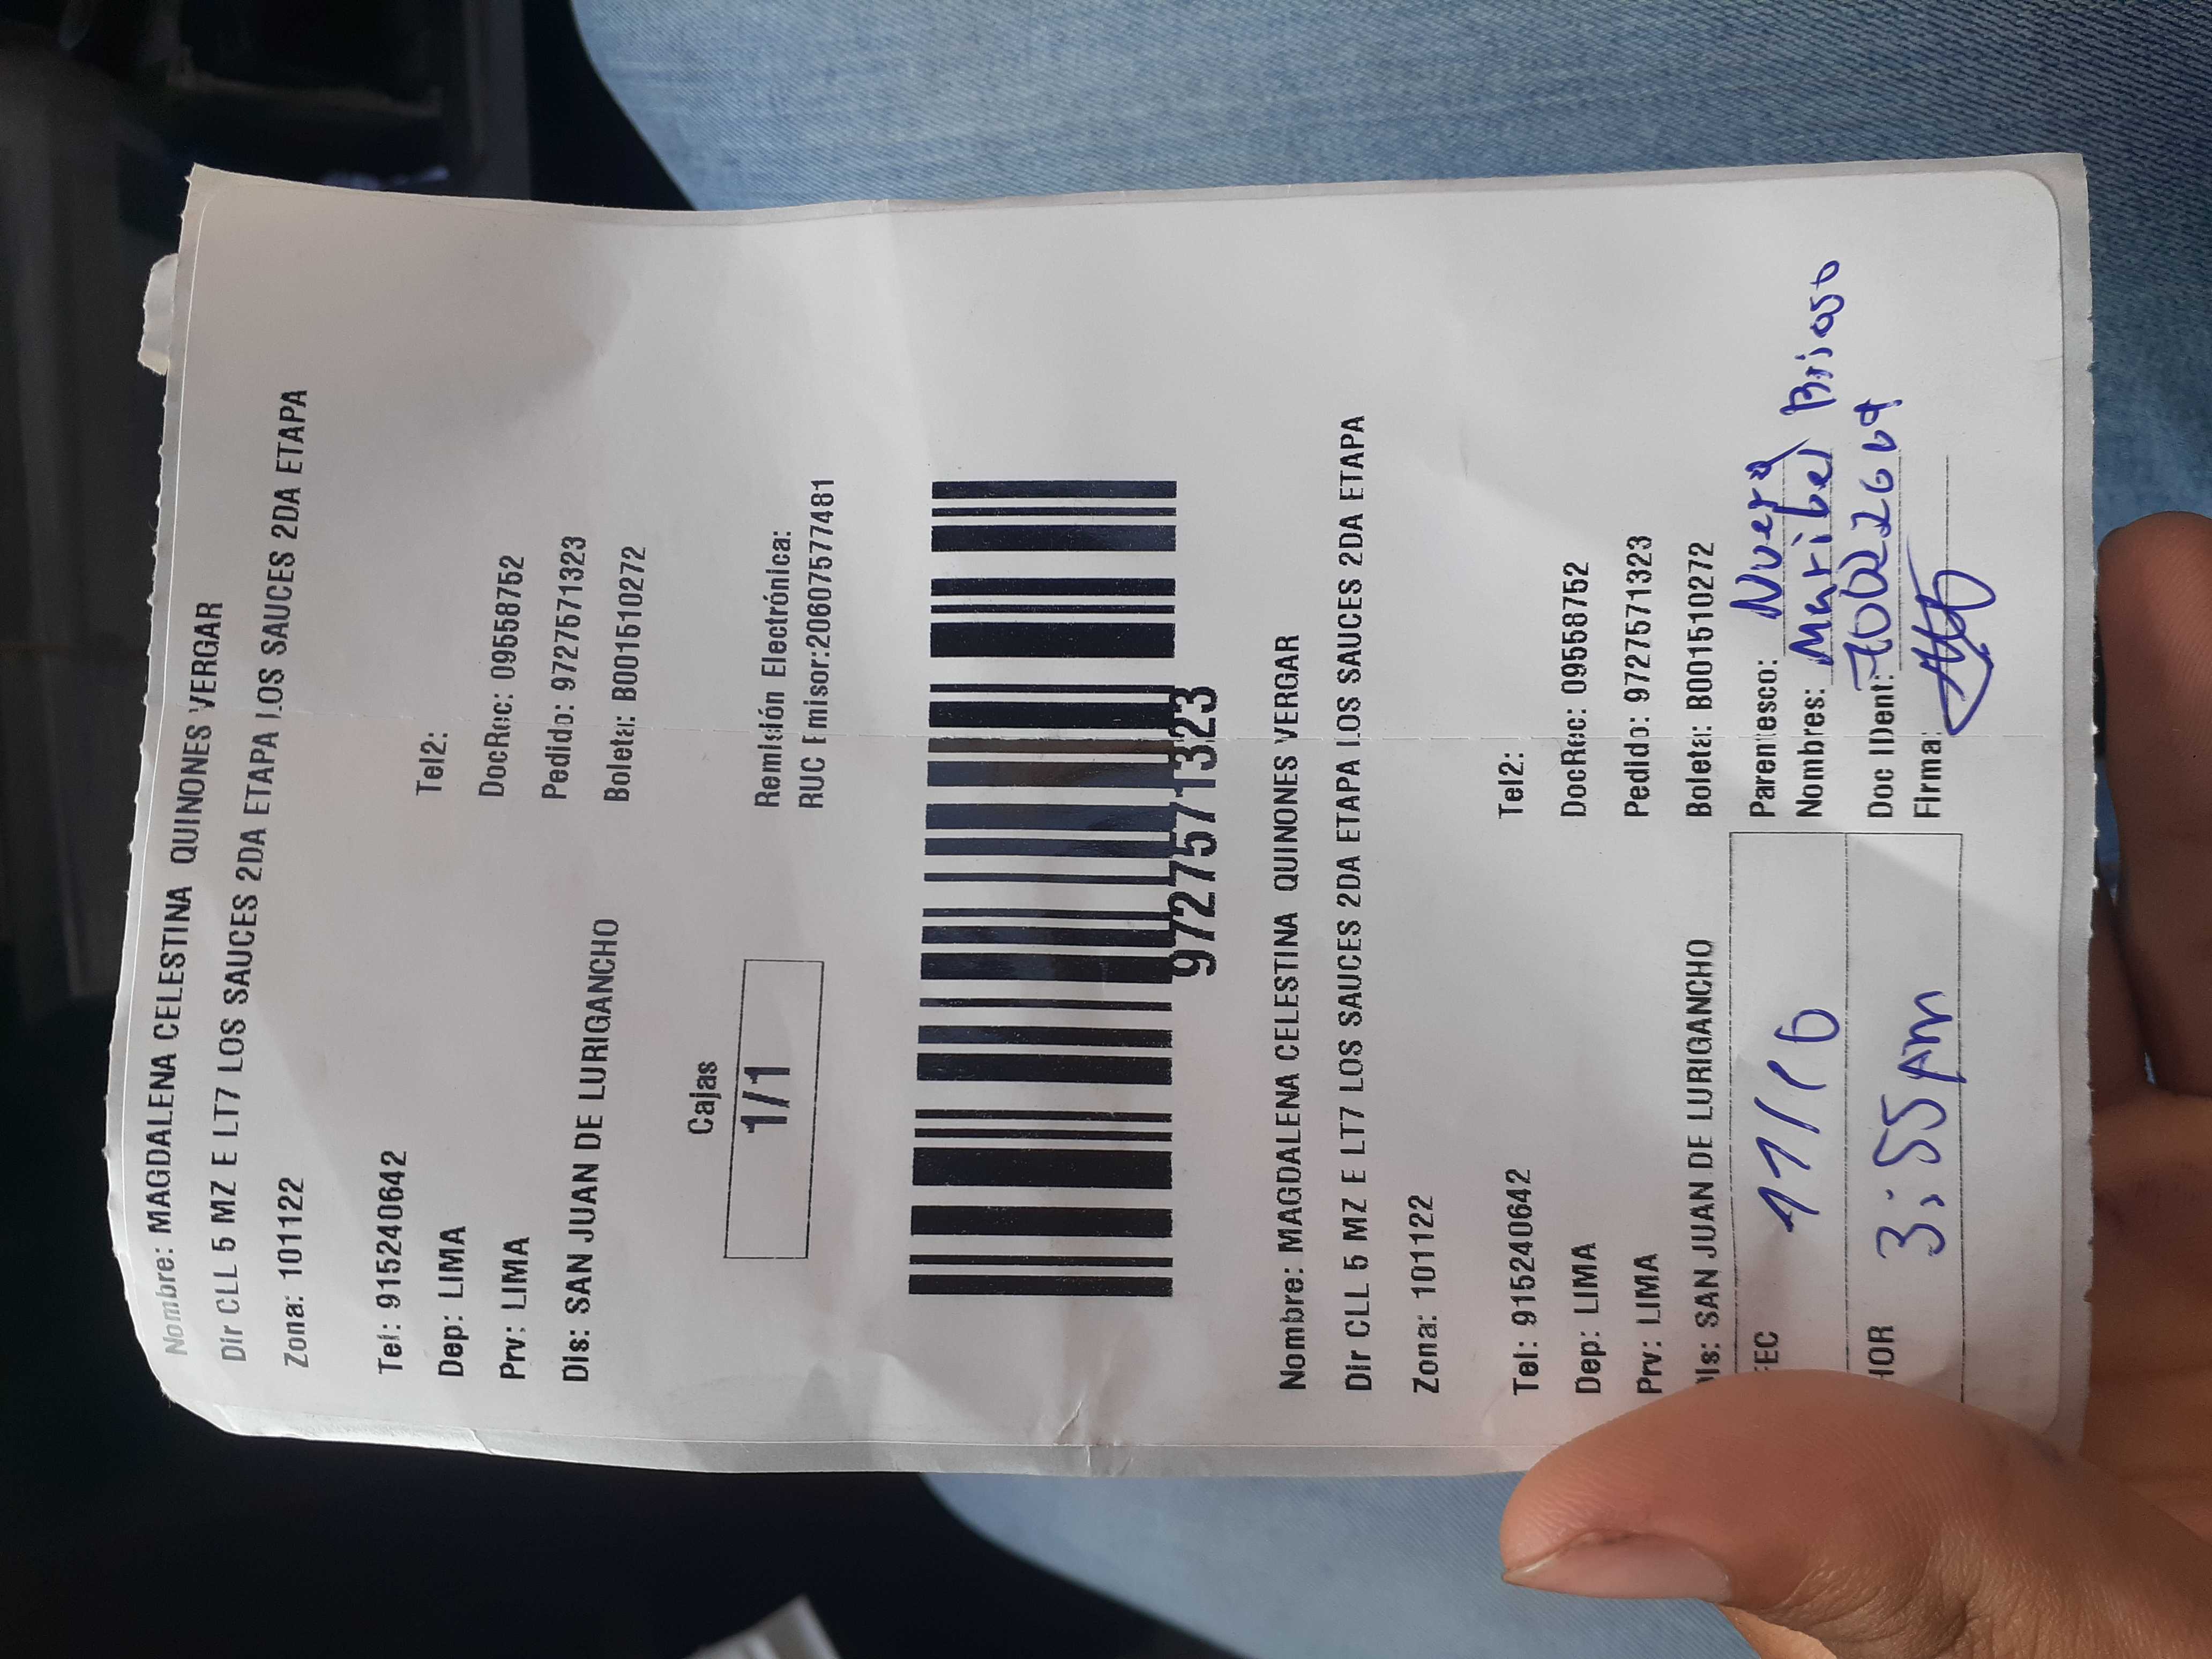 Nombre: MAGDALENA CELESTINA QUINONES VERGAR
Dir CLL 5 MZ E LT7 LOS SAUCES 2DA ETAPA LOS SAUCES 2DA ETAPA
Zona: 101122
Tel: 915240642 Tel2:
Dep: LIMA DocRec: 09558752
Prv: LIMA Pedido: 9727571323
Dis: SAN JUAN DE LURIGANCHO Boleta: B001510272
Cajas
1/1
Remisión Electrónica:
RUC Emisor:20607577481
9727571323
Nombre: MAGDALENA CELESTINA QUINONES VERGAR
Dir CLL 5 MZ E LT7 LOS SAUCES 2DA ETAPA LOS SAUCES 2DA ETAPA
Zona: 101122
Tel: 915240642 Tel2:
Dep: LIMA DocRec: 09558752
Prv: LIMA Pedido: 9727571323
Dis: SAN JUAN DE LURIGANCHO Boleta: B001510272
FEC 11/10 Parentesco: Nuera
Nombres: Maribel
HOR 3:55 pm Doc IDent:
Firma: